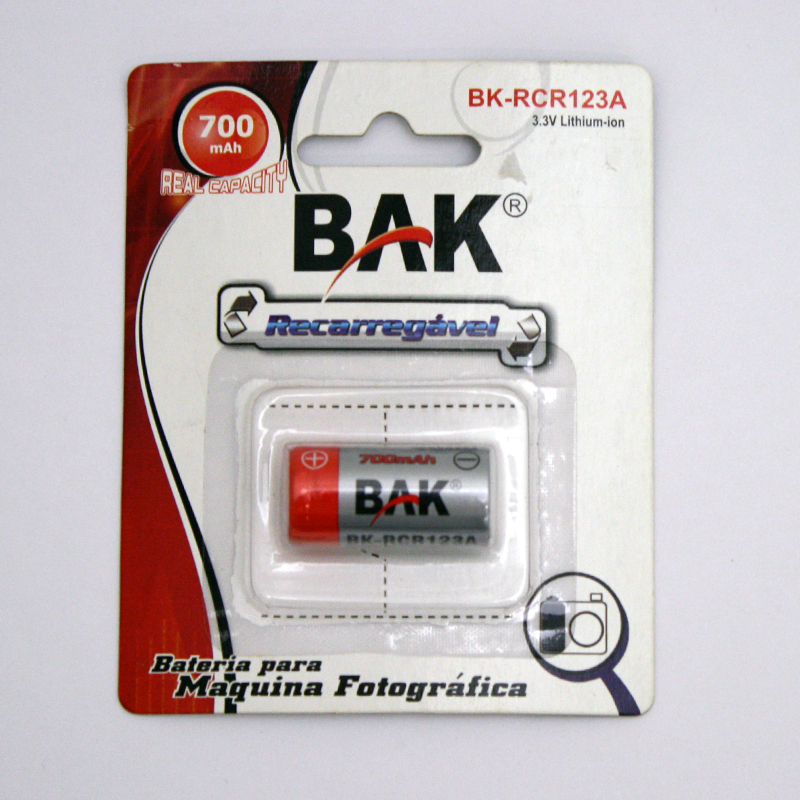 700
mAh
REAL CAPACITY
BK-RCR123A
3.3V Lithium-ion
BAK®
Recarregável
700mAh
BAK®
BK-RCR123A
Bateria para
Maquina Fotográfica